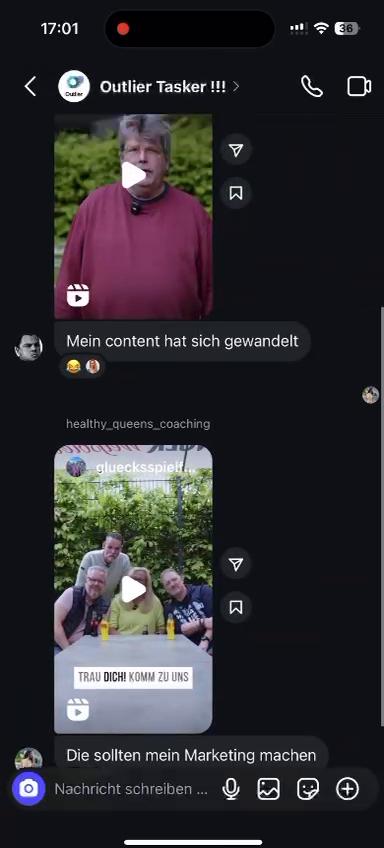 17:01
36
Outlier
Outlier Tasker !!!
Mein content hat sich gewandelt
healthy_queens_coaching
gluecksspielf...
TRAU DICH! KOMM ZU UNS
Die sollten mein Marketing machen
Nachricht schreiben ...